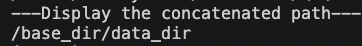 ---Display the concatenated path---
/base_dir/data_dir